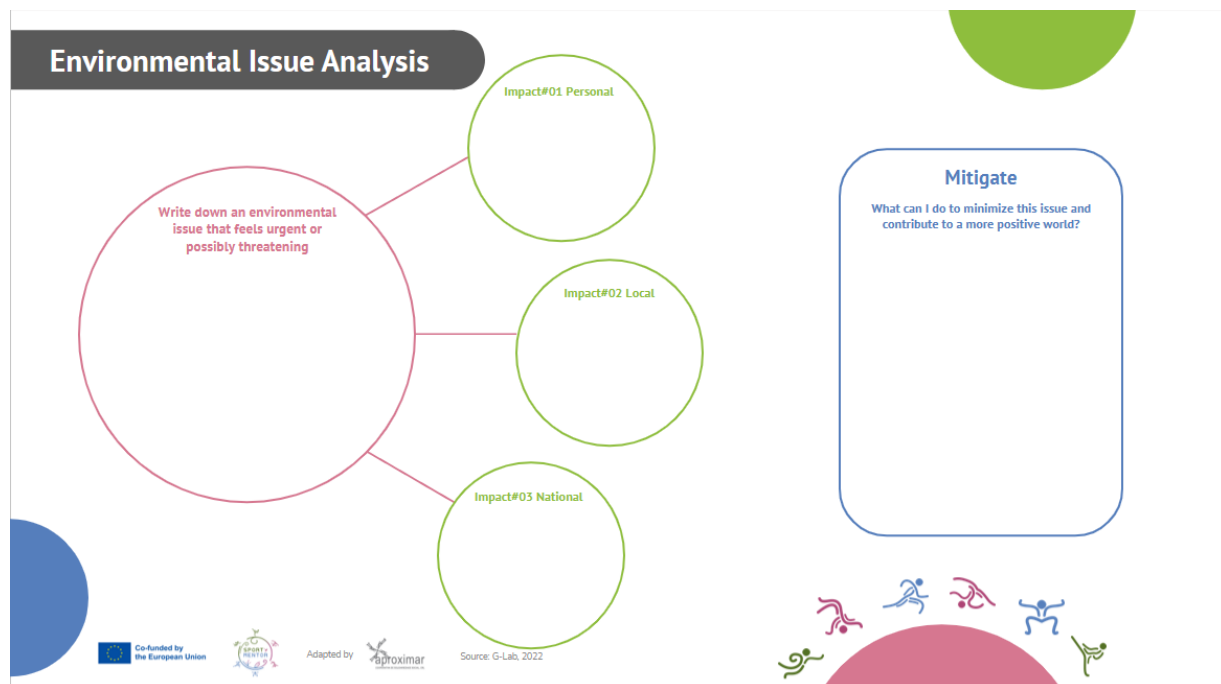 Environmental Issue Analysis
Impact#01 Personal
Write down an environmental
issue that feels urgent or
possibly threatening
Impact#02 Local
Impact#03 National
Mitigate
What can I do to minimize this issue and
contribute to a more positive world?
Co-funded by
the European Union
SPORT
MENTOR
Adapted by
aproximar
Source: G-Lab, 2022